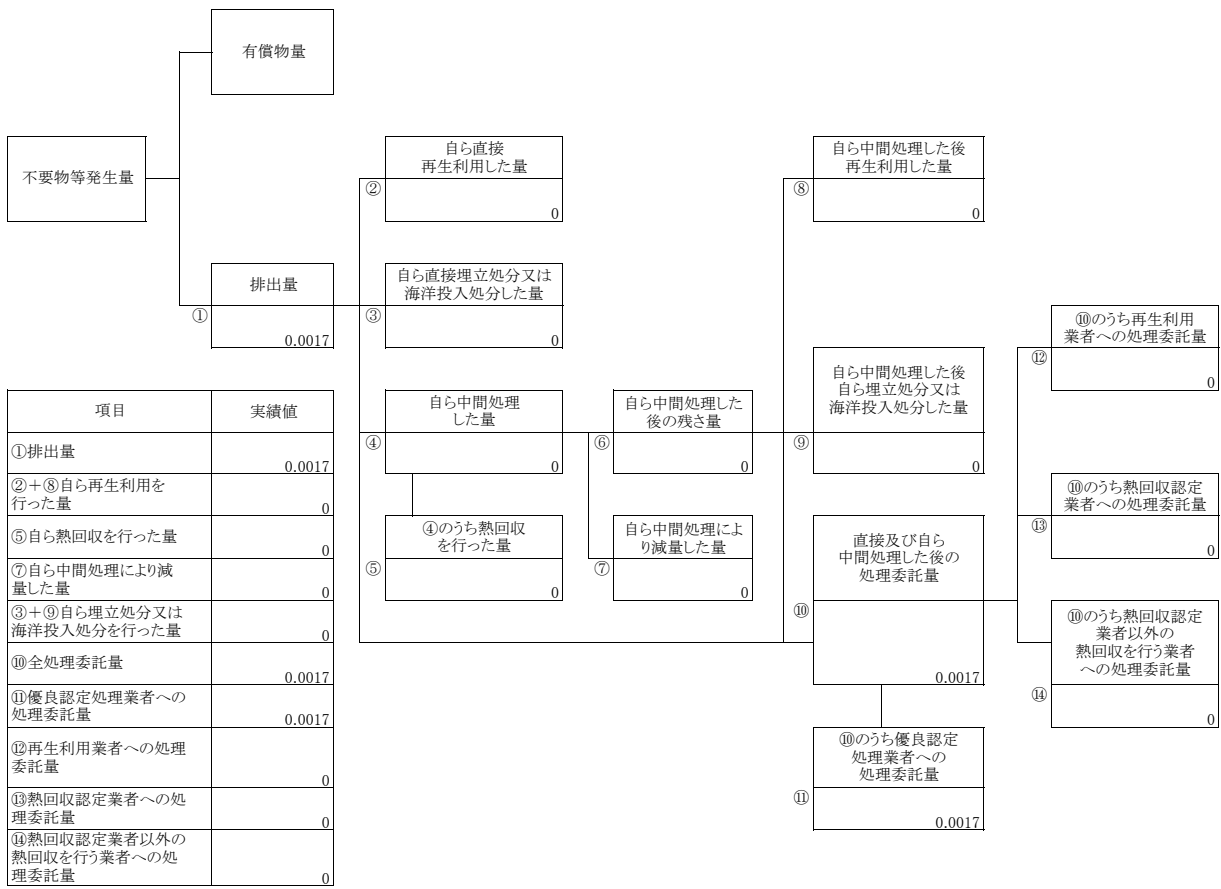 有償物量
不要物等発生量
自ら直接
再生利用した量
②
0
自ら中間処理した後
再生利用した量
⑧
0
排出量
①
0.0017
自ら直接埋立処分又は
海洋投入処分した量
③
0
⑩のうち再生利用
業者への処理委託量
⑫
0
自ら中間処理
した量
④
0
自ら中間処理した
後の残さ量
⑥
0
自ら中間処理した後
自ら埋立処分又は
海洋投入処分した量
⑨
0
⑩のうち熱回収認定
業者への処理委託量
⑬
0
④のうち熱回収
を行った量
⑤
0
自ら中間処理によ
り減量した量
⑦
0
直接及び自ら
中間処理した後の
処理委託量
⑩
0.0017
⑩のうち熱回収認定
業者以外の
熱回収を行う業者
への処理委託量
⑭
0
⑩のうち優良認定
処理業者への
処理委託量
⑪
0.0017
項目
実績値
①排出量
0.0017
②+⑧自ら再生利用を
行った量
0
⑤自ら熱回収を行った量
0
⑦自ら中間処理により減
量した量
0
③+⑨自ら埋立処分又は
海洋投入処分を行った量
0
⑩全処理委託量
0.0017
⑪優良認定処理業者への
処理委託量
0.0017
⑫再生利用業者への処理
委託量
0
⑬熱回収認定業者への処
理委託量
0
⑭熱回収認定業者以外の
熱回収を行う業者への処
理委託量
0